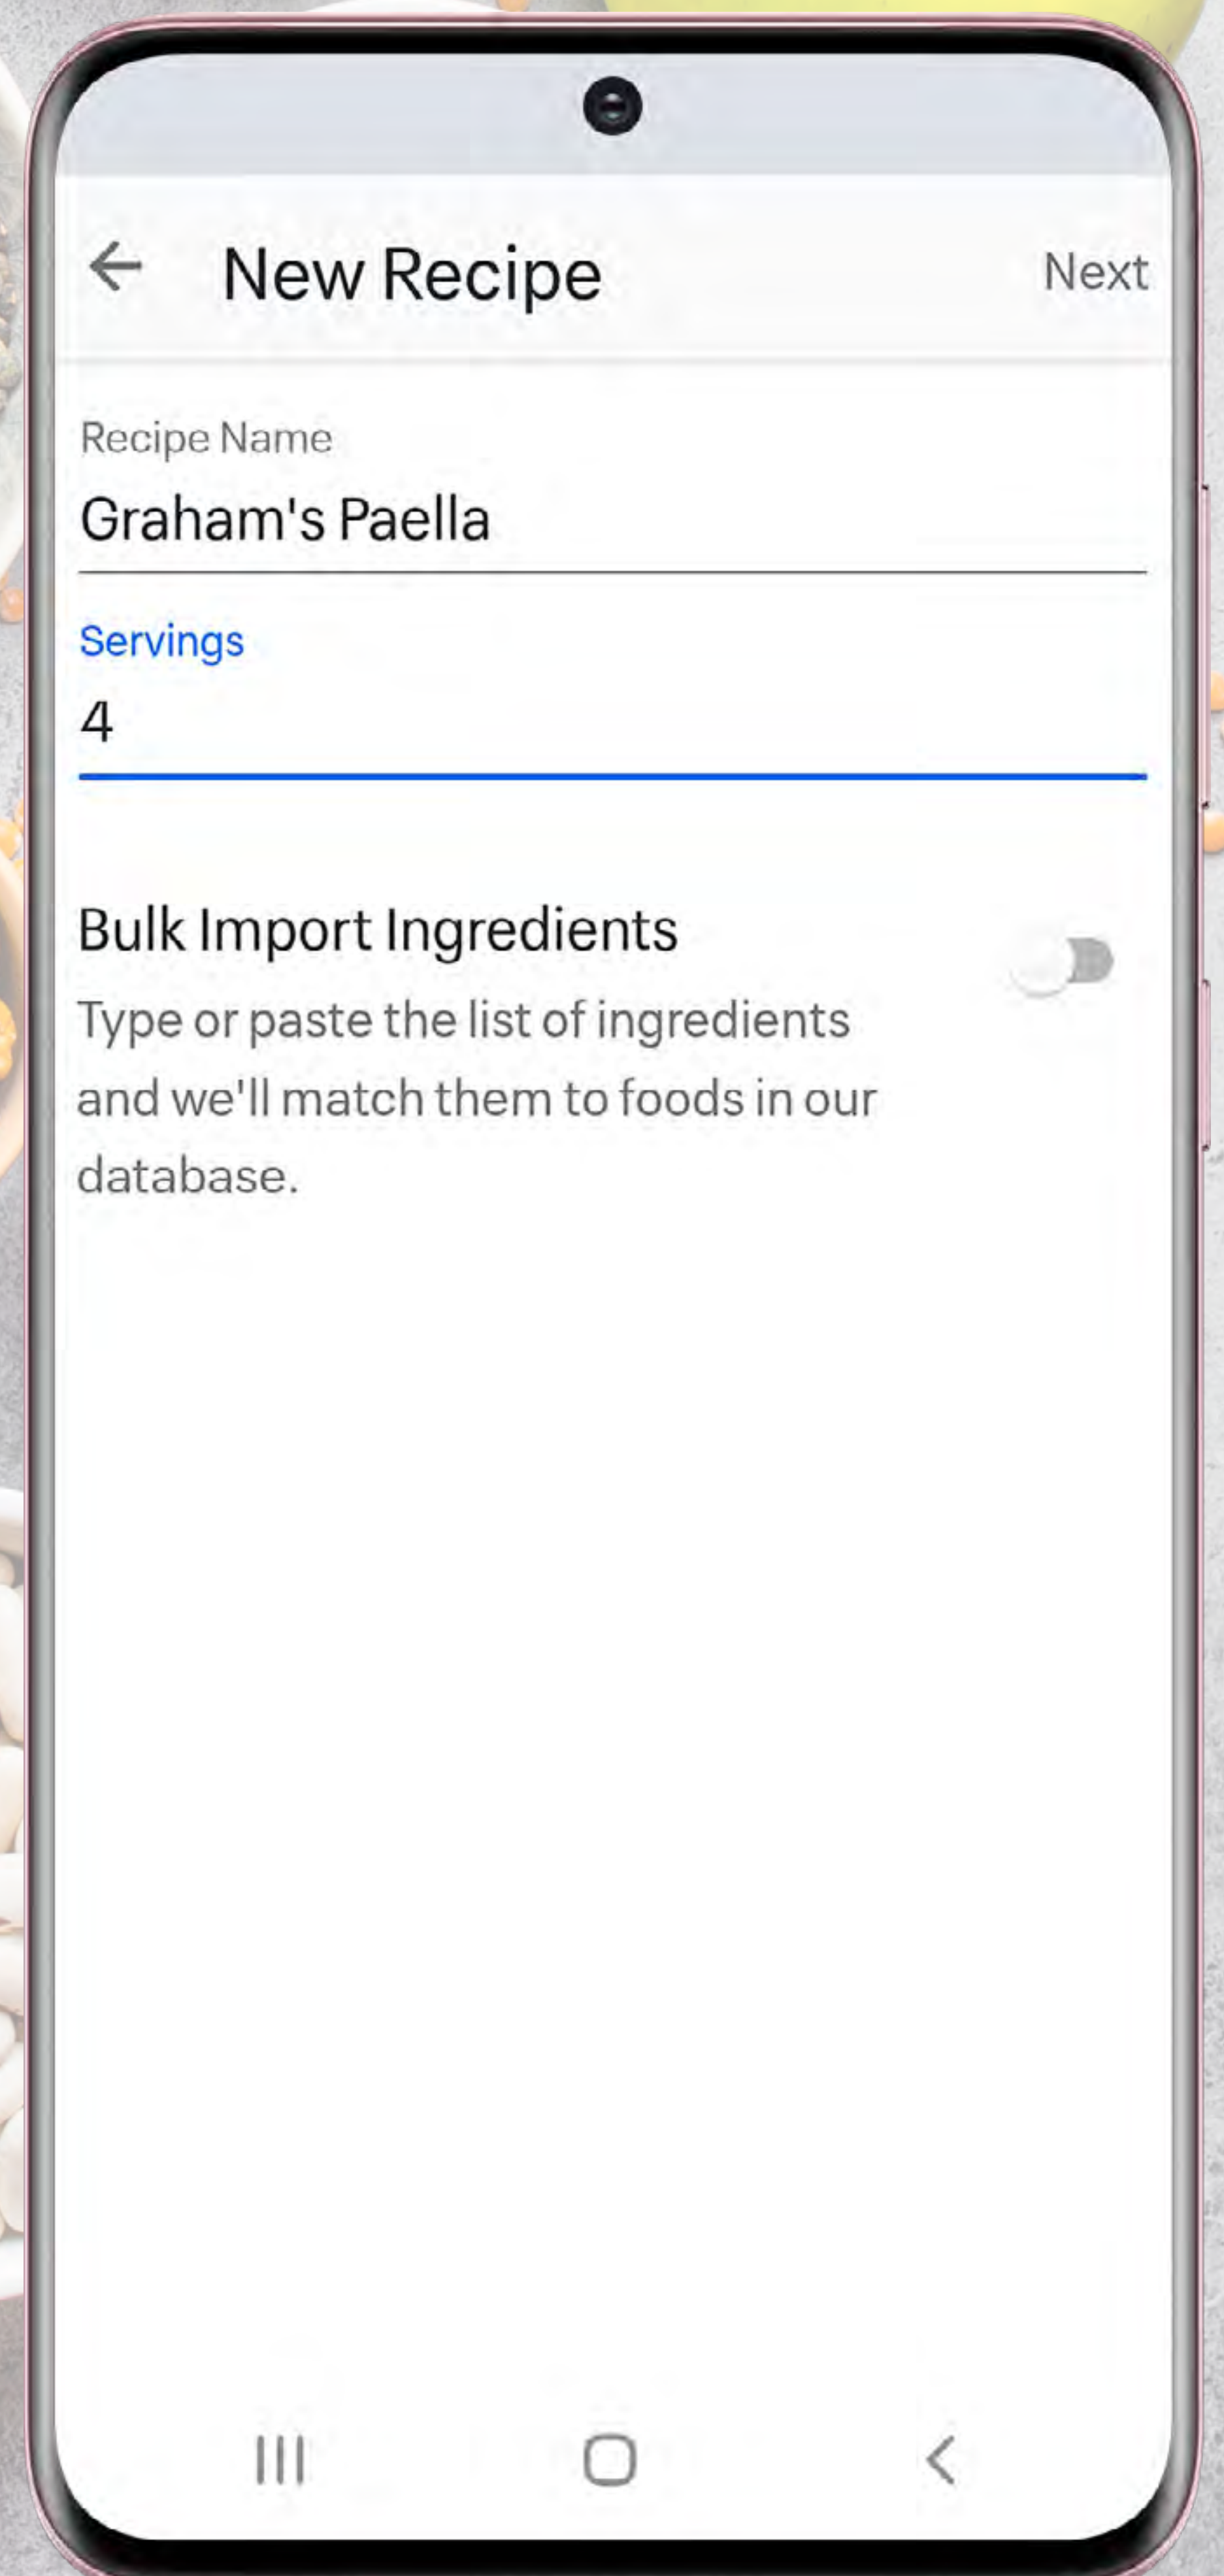 New Recipe
Next
Recipe Name
Graham's Paella
Servings
4
Bulk Import Ingredients
Type or paste the list of ingredients
and we'll match them to foods in our
database.